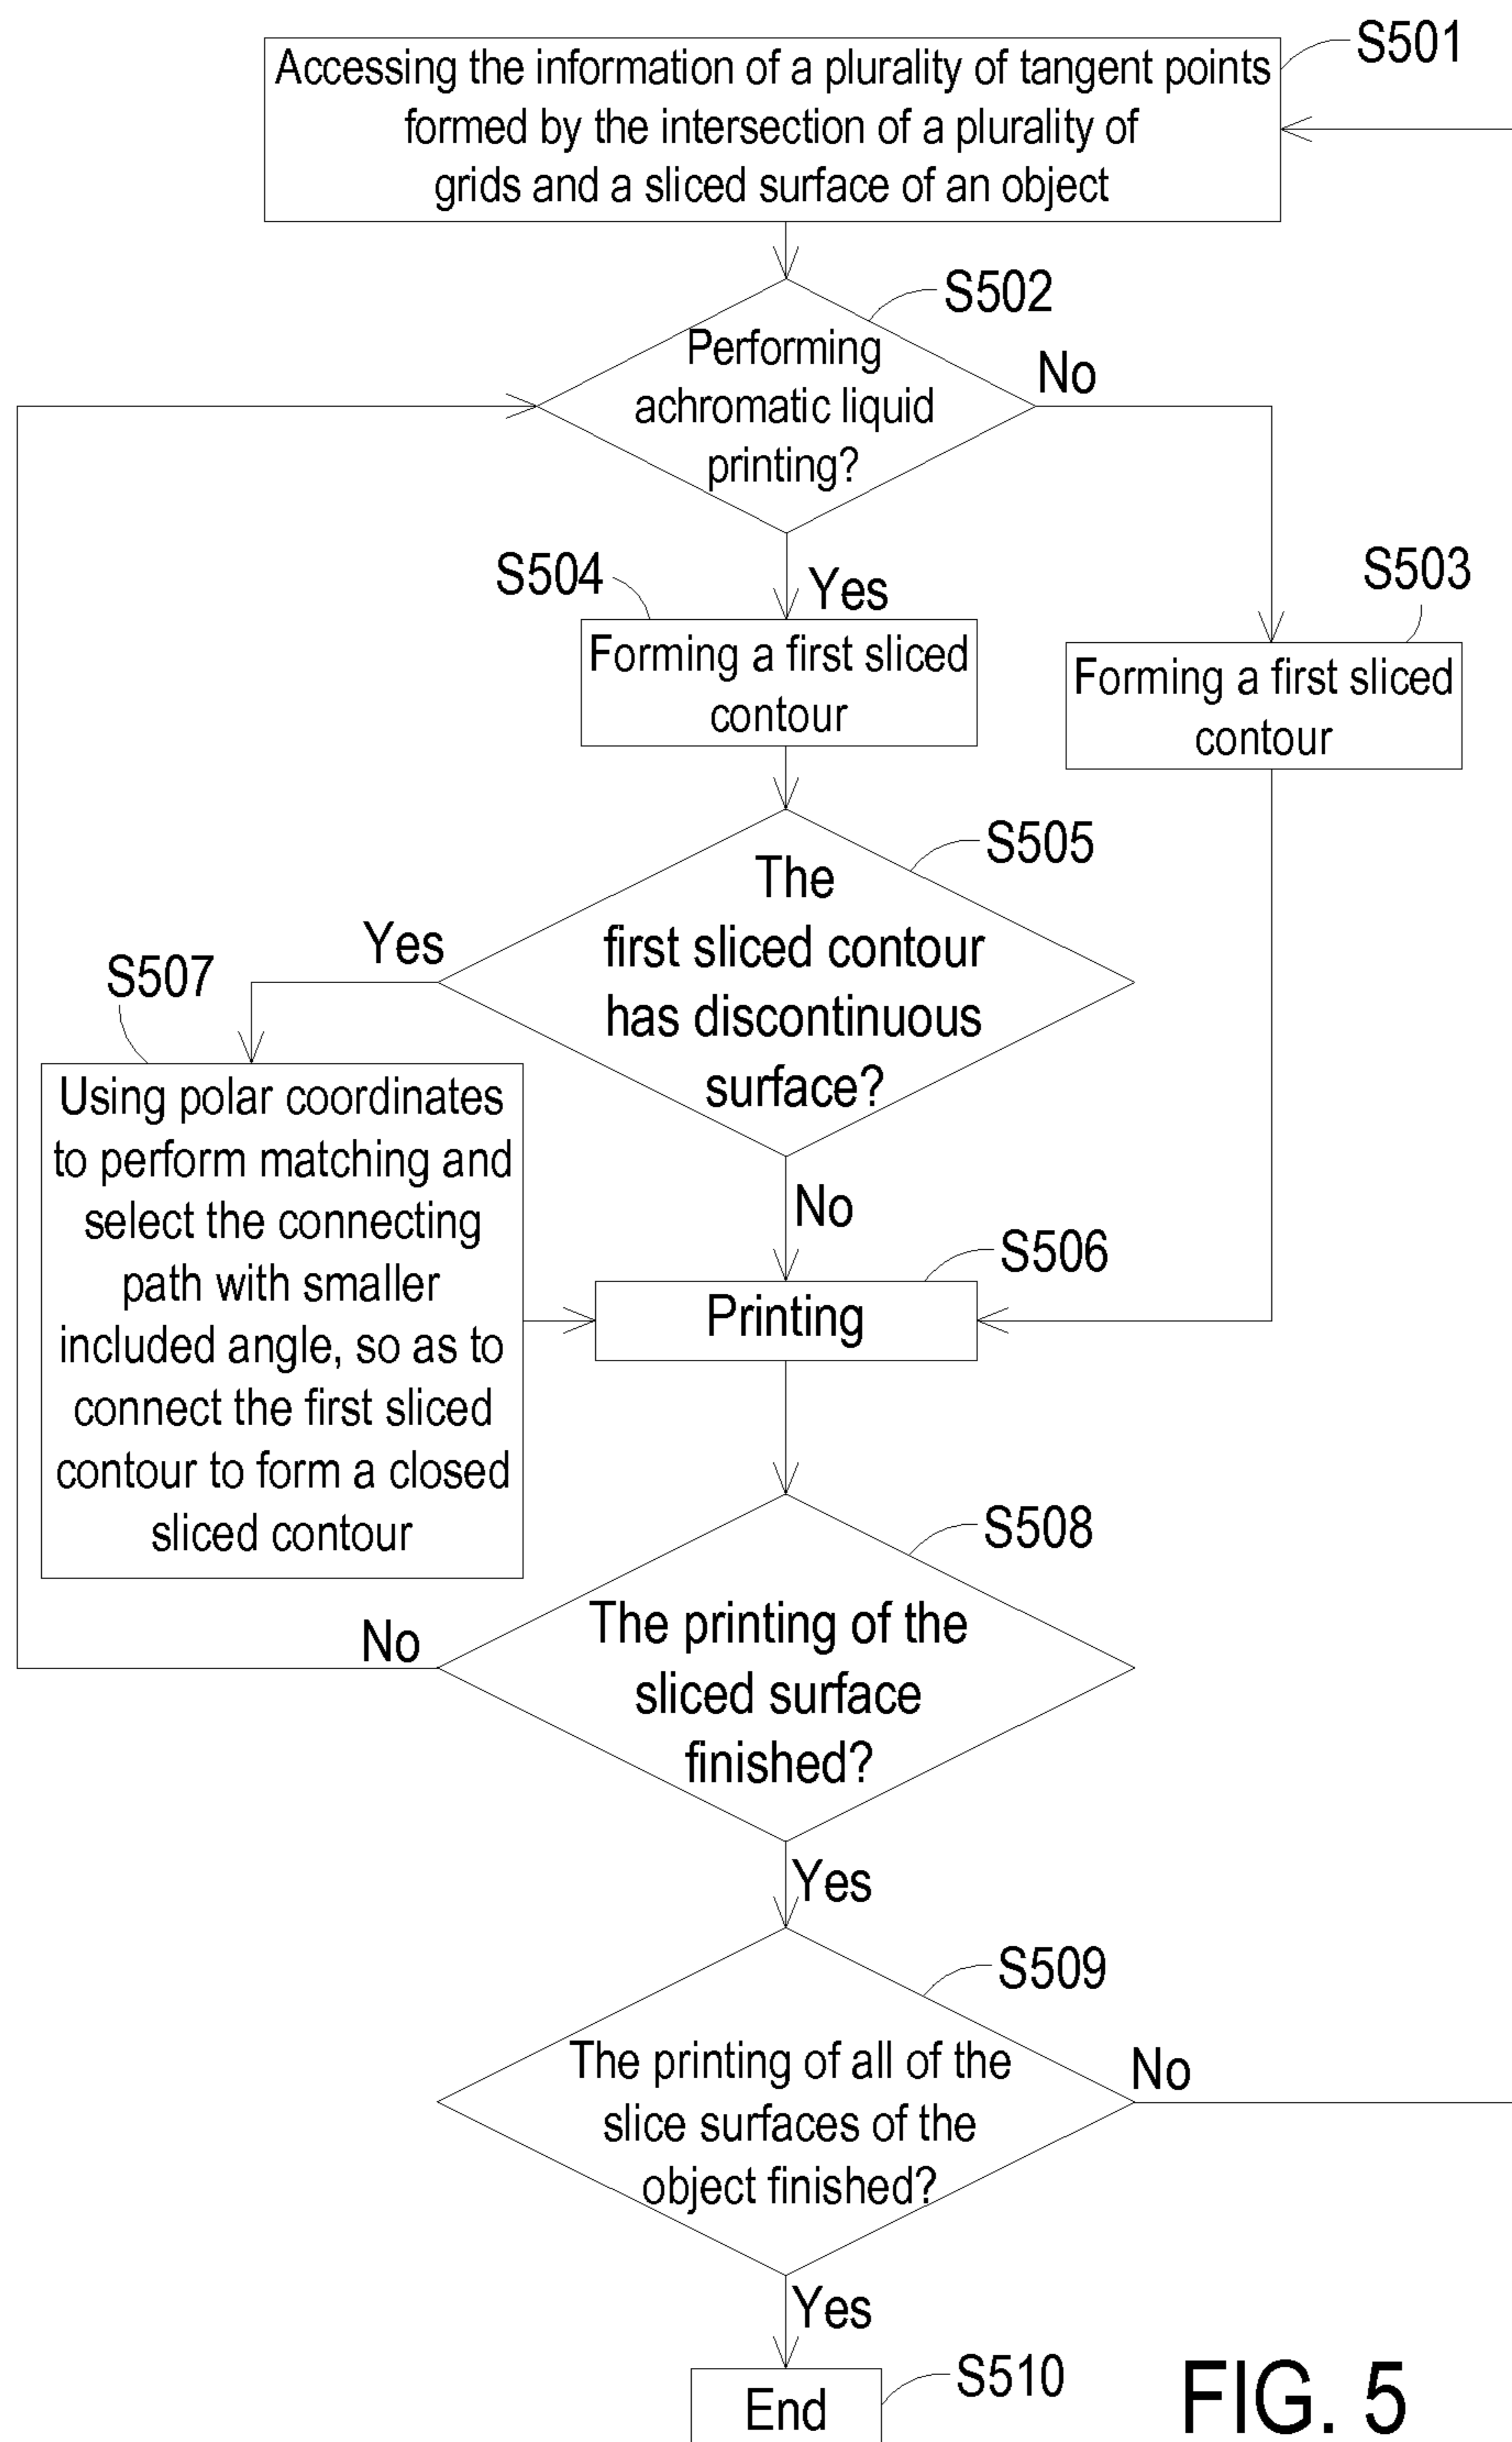 S501
Accessing the information of a plurality of tangent points
formed by the intersection of a plurality of
grids and a sliced surface of an object
S502
Performing
achromatic liquid
printing?
No
Yes
S504
Forming a first sliced
contour
S503
Forming a first sliced
contour
S505
The
first sliced contour
has discontinuous
surface?
Yes
S507
Using polar coordinates
to perform matching and
select the connecting
path with smaller
included angle, so as to
connect the first sliced
contour to form a closed
sliced contour
No
S506
Printing
S508
The printing of the
sliced surface
finished?
No
Yes
S509
The printing of all of the
slice surfaces of the
object finished?
No
Yes
S510
End
FIG. 5